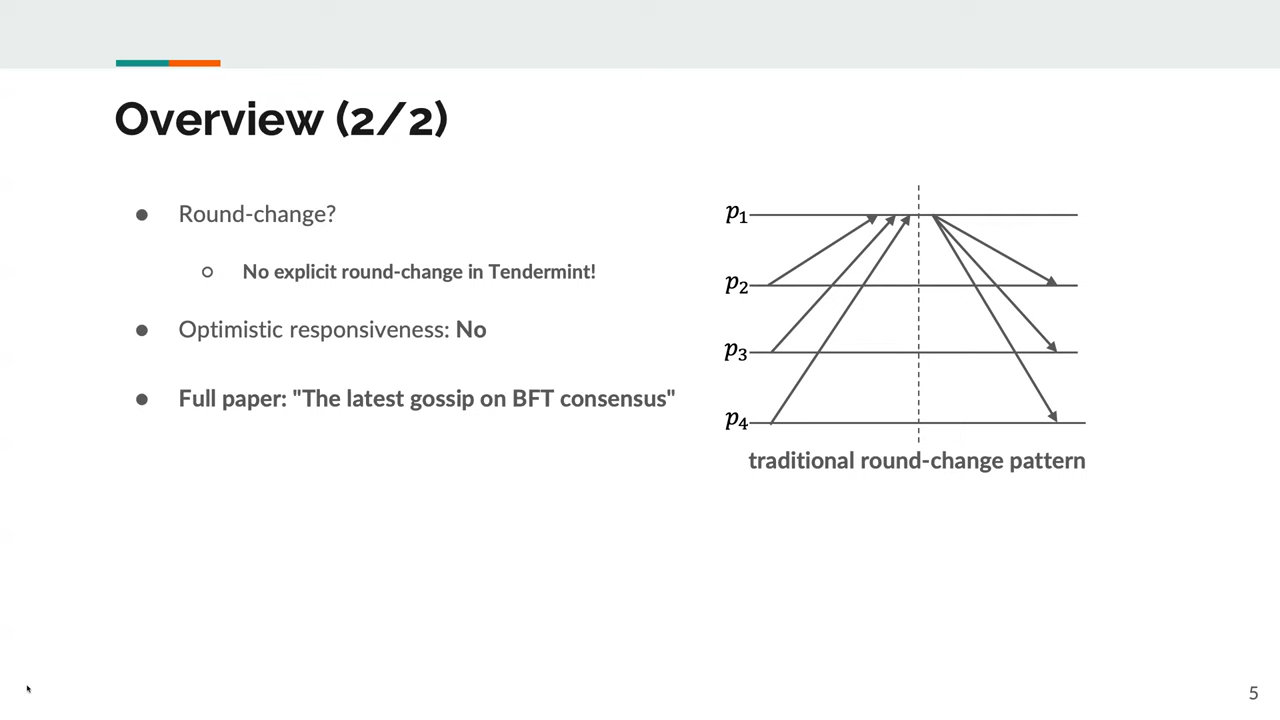 Overview (2/2)
● Round-change?
○ No explicit round-change in Tendermint!
● Optimistic responsiveness: No
● Full paper: "The latest gossip on BFT consensus"
p₁
p₂
p₃
p₄
traditional round-change pattern
5